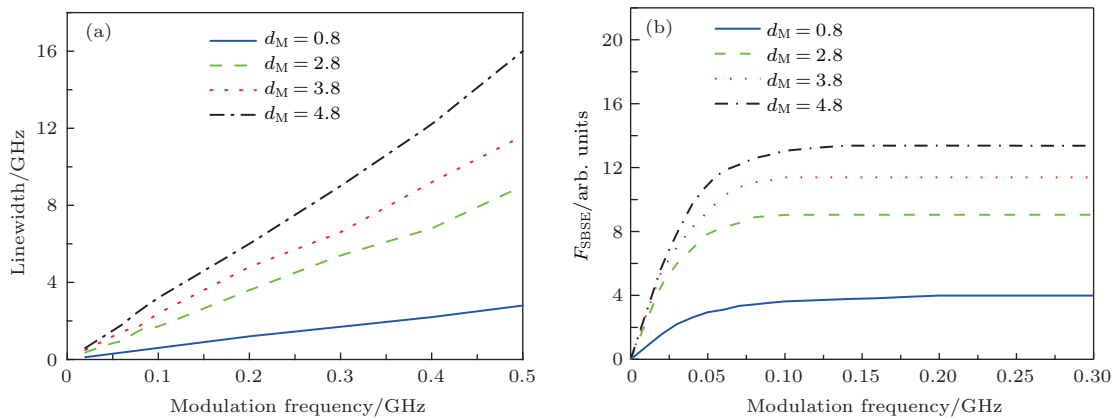 (a)
d_M = 0.8
d_M = 2.8
d_M = 3.8
d_M = 4.8
16
12
8
4
0
Linewidth/GHz
0 0.1 0.2 0.3 0.4 0.5
Modulation frequency/GHz
(b)
d_M = 0.8
d_M = 2.8
d_M = 3.8
d_M = 4.8
20
16
12
8
4
0
F_SBSE/arb. units
0 0.05 0.10 0.15 0.20 0.25 0.30
Modulation frequency/GHz